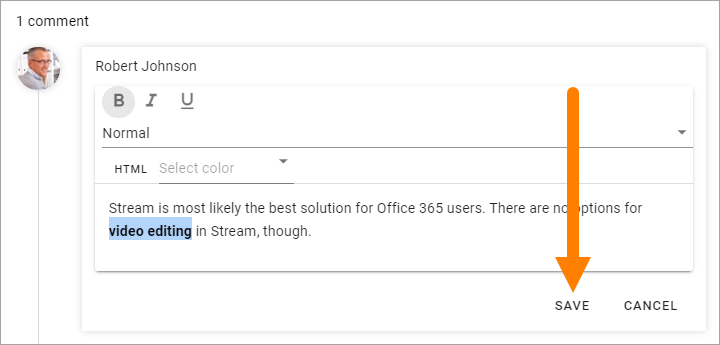 1 comment
Robert Johnson
B I U
Normal
HTML Select color
Stream is most likely the best solution for Office 365 users. There are no options for
video editing in Stream, though.
SAVE CANCEL